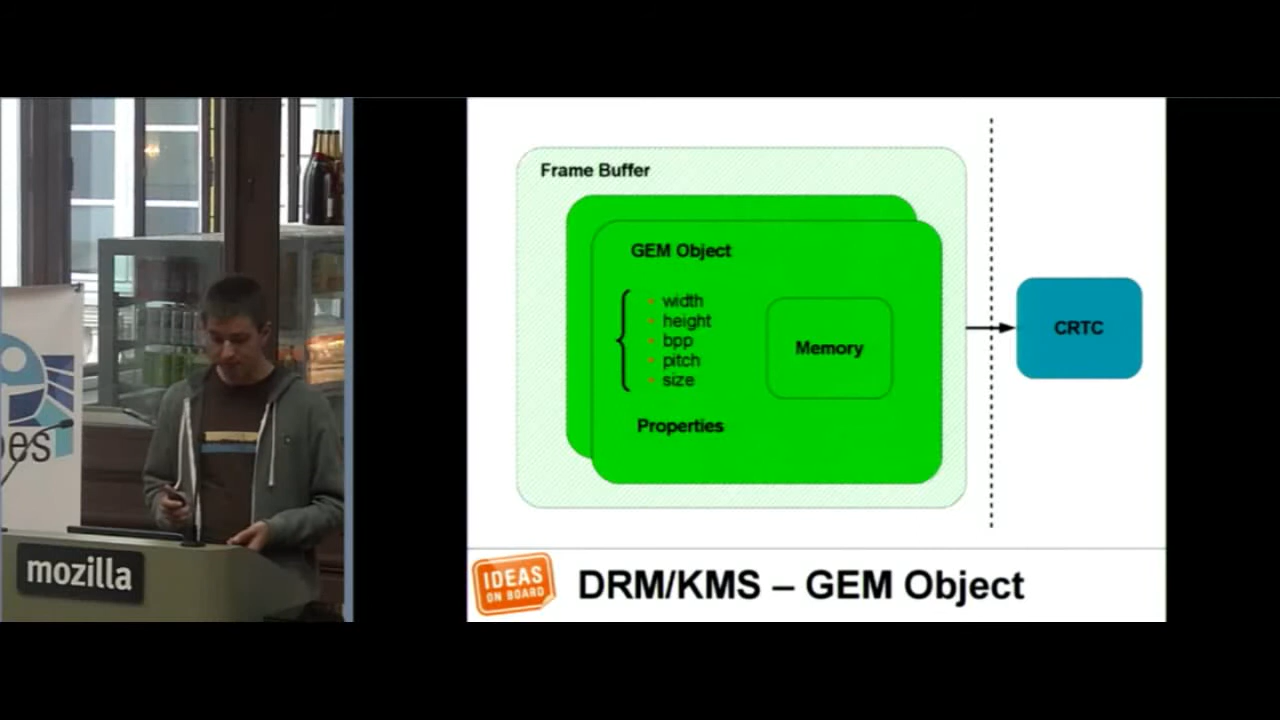 Frame Buffer
GEM Object
width
height
bpp
pitch
size
Memory
Properties
CRTC
mozilla
IDEAS
ON BOARD
DRM/KMS – GEM Object